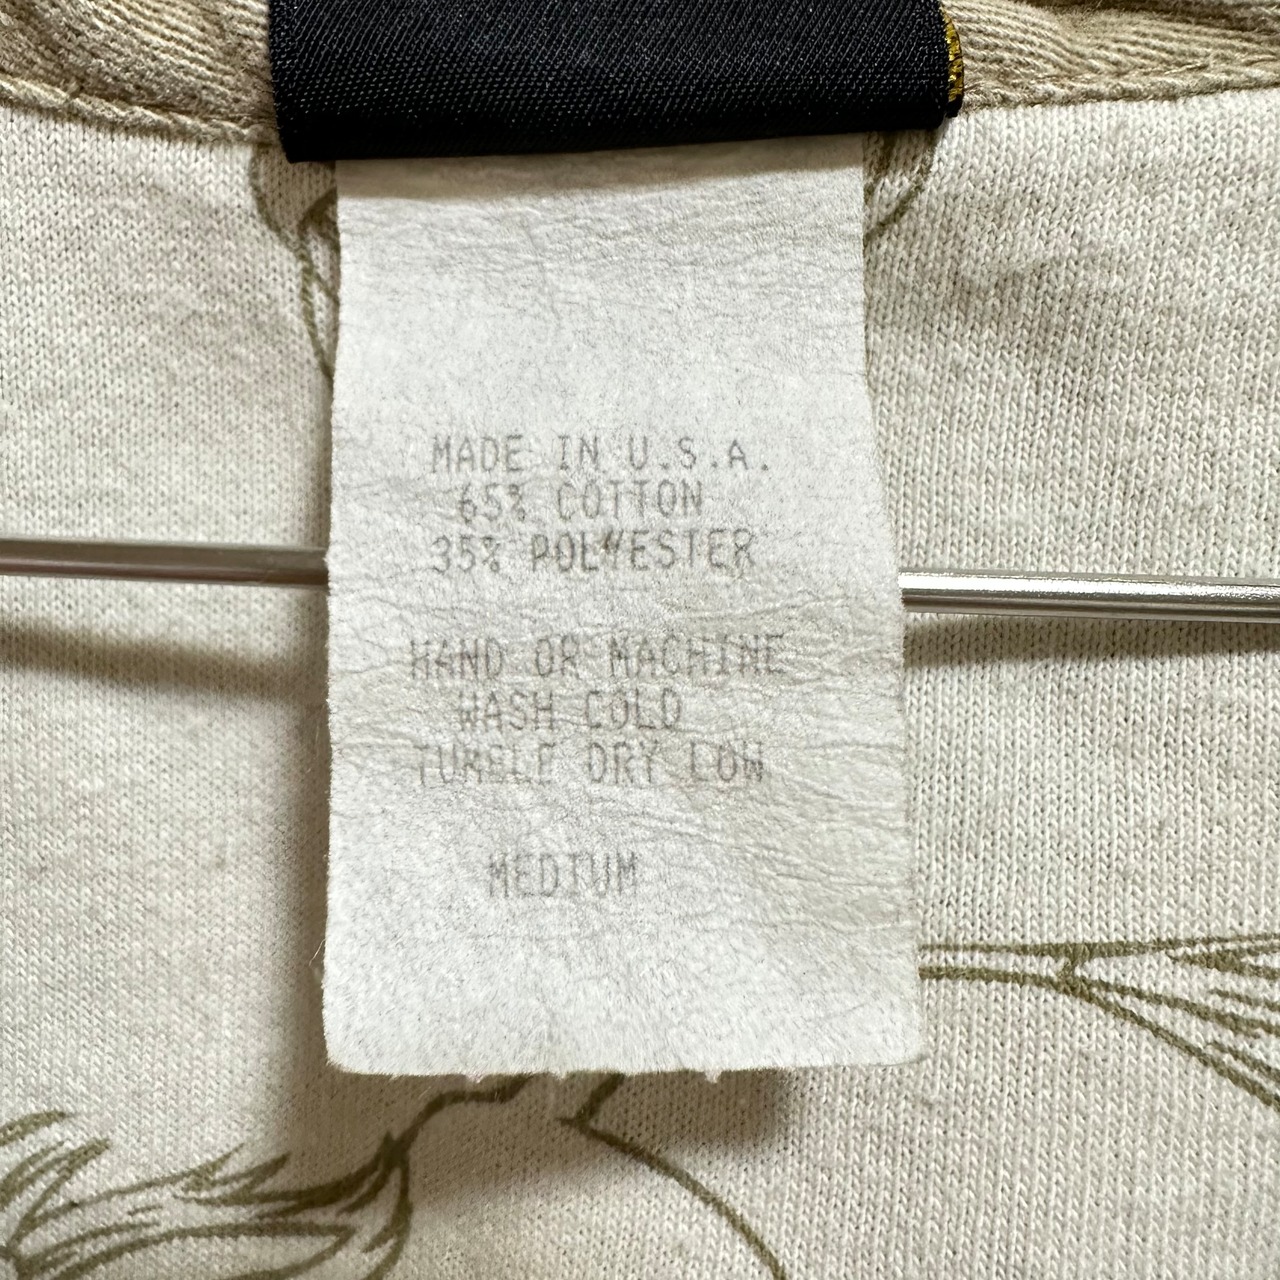 MADE IN U.S.A.
65% COTTON
35% POLYESTER
HAND OR MACHINE
WASH COLD
TUMBLE DRY LOW
MEDIUM